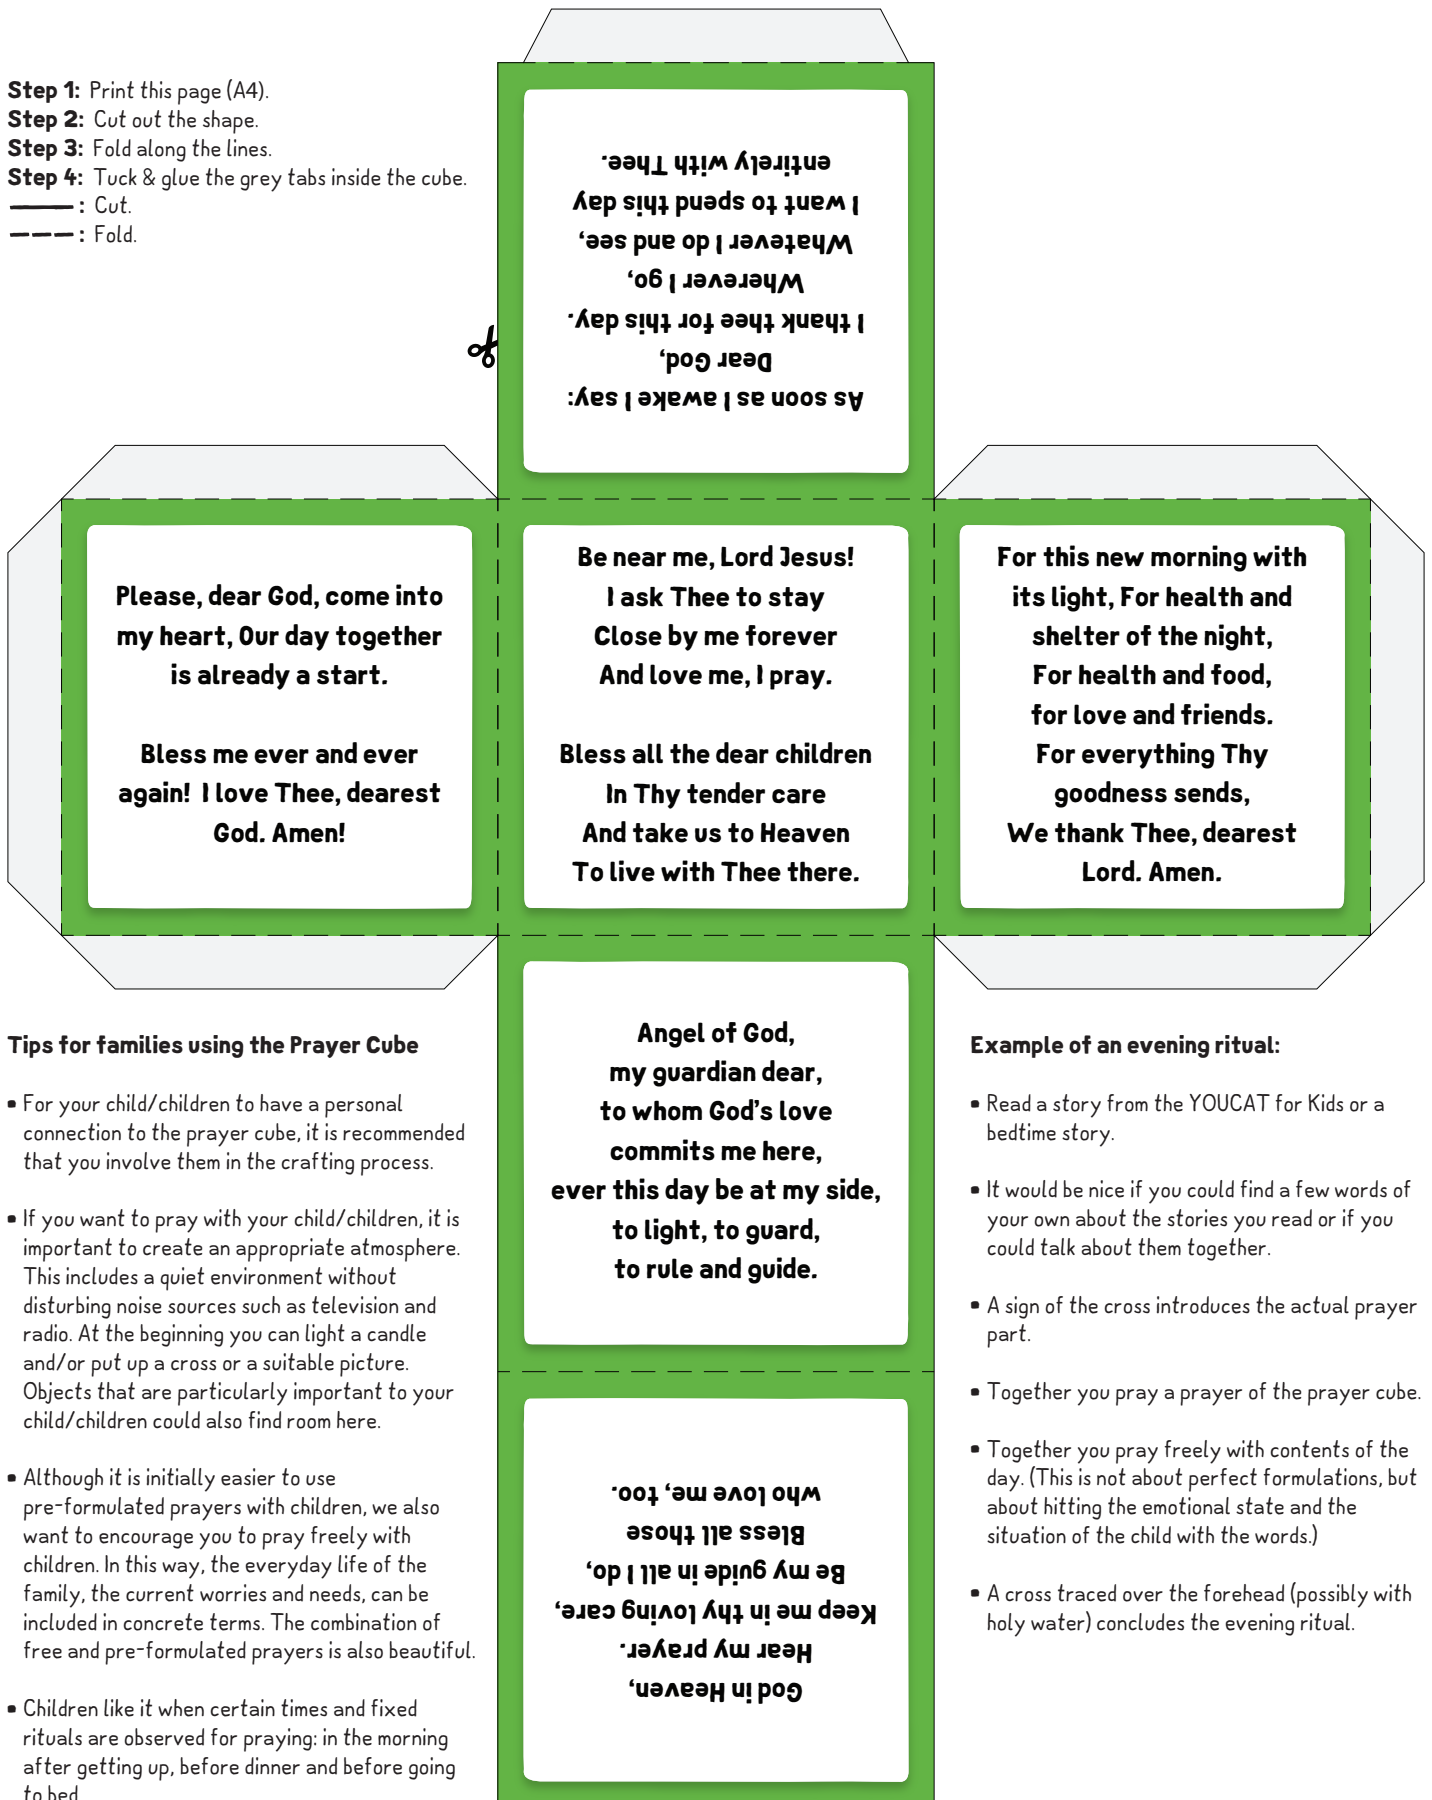 Step 1: Print this page (A4).
Step 2: Cut out the shape.
Step 3: Fold along the lines.
Step 4: Tuck & glue the grey tabs inside the cube.
: Cut.
: Fold.
As soon as I awake I say:
Dear God,
I thank thee for this day.
Wherever I go,
Whatever I do and see,
I want to spend this day
entirely with Thee.
Please, dear God, come into
my heart, Our day together
is already a start.
Bless me ever and ever
again! I love Thee, dearest
God. Amen!
Be near me, Lord Jesus!
I ask Thee to stay
Close by me forever
And love me, I pray.
Bless all the dear children
In Thy tender care
And take us to Heaven
To live with Thee there.
For this new morning with
its light, For health and
shelter of the night,
For health and food,
for love and friends.
For everything Thy
goodness sends,
We thank Thee, dearest
Lord. Amen.
Angel of God,
my guardian dear,
to whom God's love
commits me here,
ever this day be at my side,
to light, to guard,
to rule and guide.
God in Heaven,
Hear my prayer.
Keep me in thy loving care,
Be my guide in all I do,
Bless all those
who love me, too.
Tips for families using the Prayer Cube
• For your child/children to have a personal
connection to the prayer cube, it is recommended
that you involve them in the crafting process.
• If you want to pray with your child/children, it is
important to create an appropriate atmosphere.
This includes a quiet environment without
disturbing noise sources such as television and
radio. At the beginning you can light a candle
and/or put up a cross or a suitable picture.
Objects that are particularly important to your
child/children could also find room here.
• Although it is initially easier to use
pre-formulated prayers with children, we also
want to encourage you to pray freely with
children. In this way, the everyday life of the
family, the current worries and needs, can be
included in concrete terms. The combination of
free and pre-formulated prayers is also beautiful.
• Children like it when certain times and fixed
rituals are observed for praying: in the morning
after getting up, before dinner and before going
to bed
Example of an evening ritual:
• Read a story from the YOUCAT for Kids or a
bedtime story.
• It would be nice if you could find a few words of
your own about the stories you read or if you
could talk about them together.
• A sign of the cross introduces the actual prayer
part.
• Together you pray a prayer of the prayer cube.
• Together you pray freely with contents of the
day. (This is not about perfect formulations, but
about hitting the emotional state and the
situation of the child with the words.)
• A cross traced over the forehead (possibly with
holy water) concludes the evening ritual.